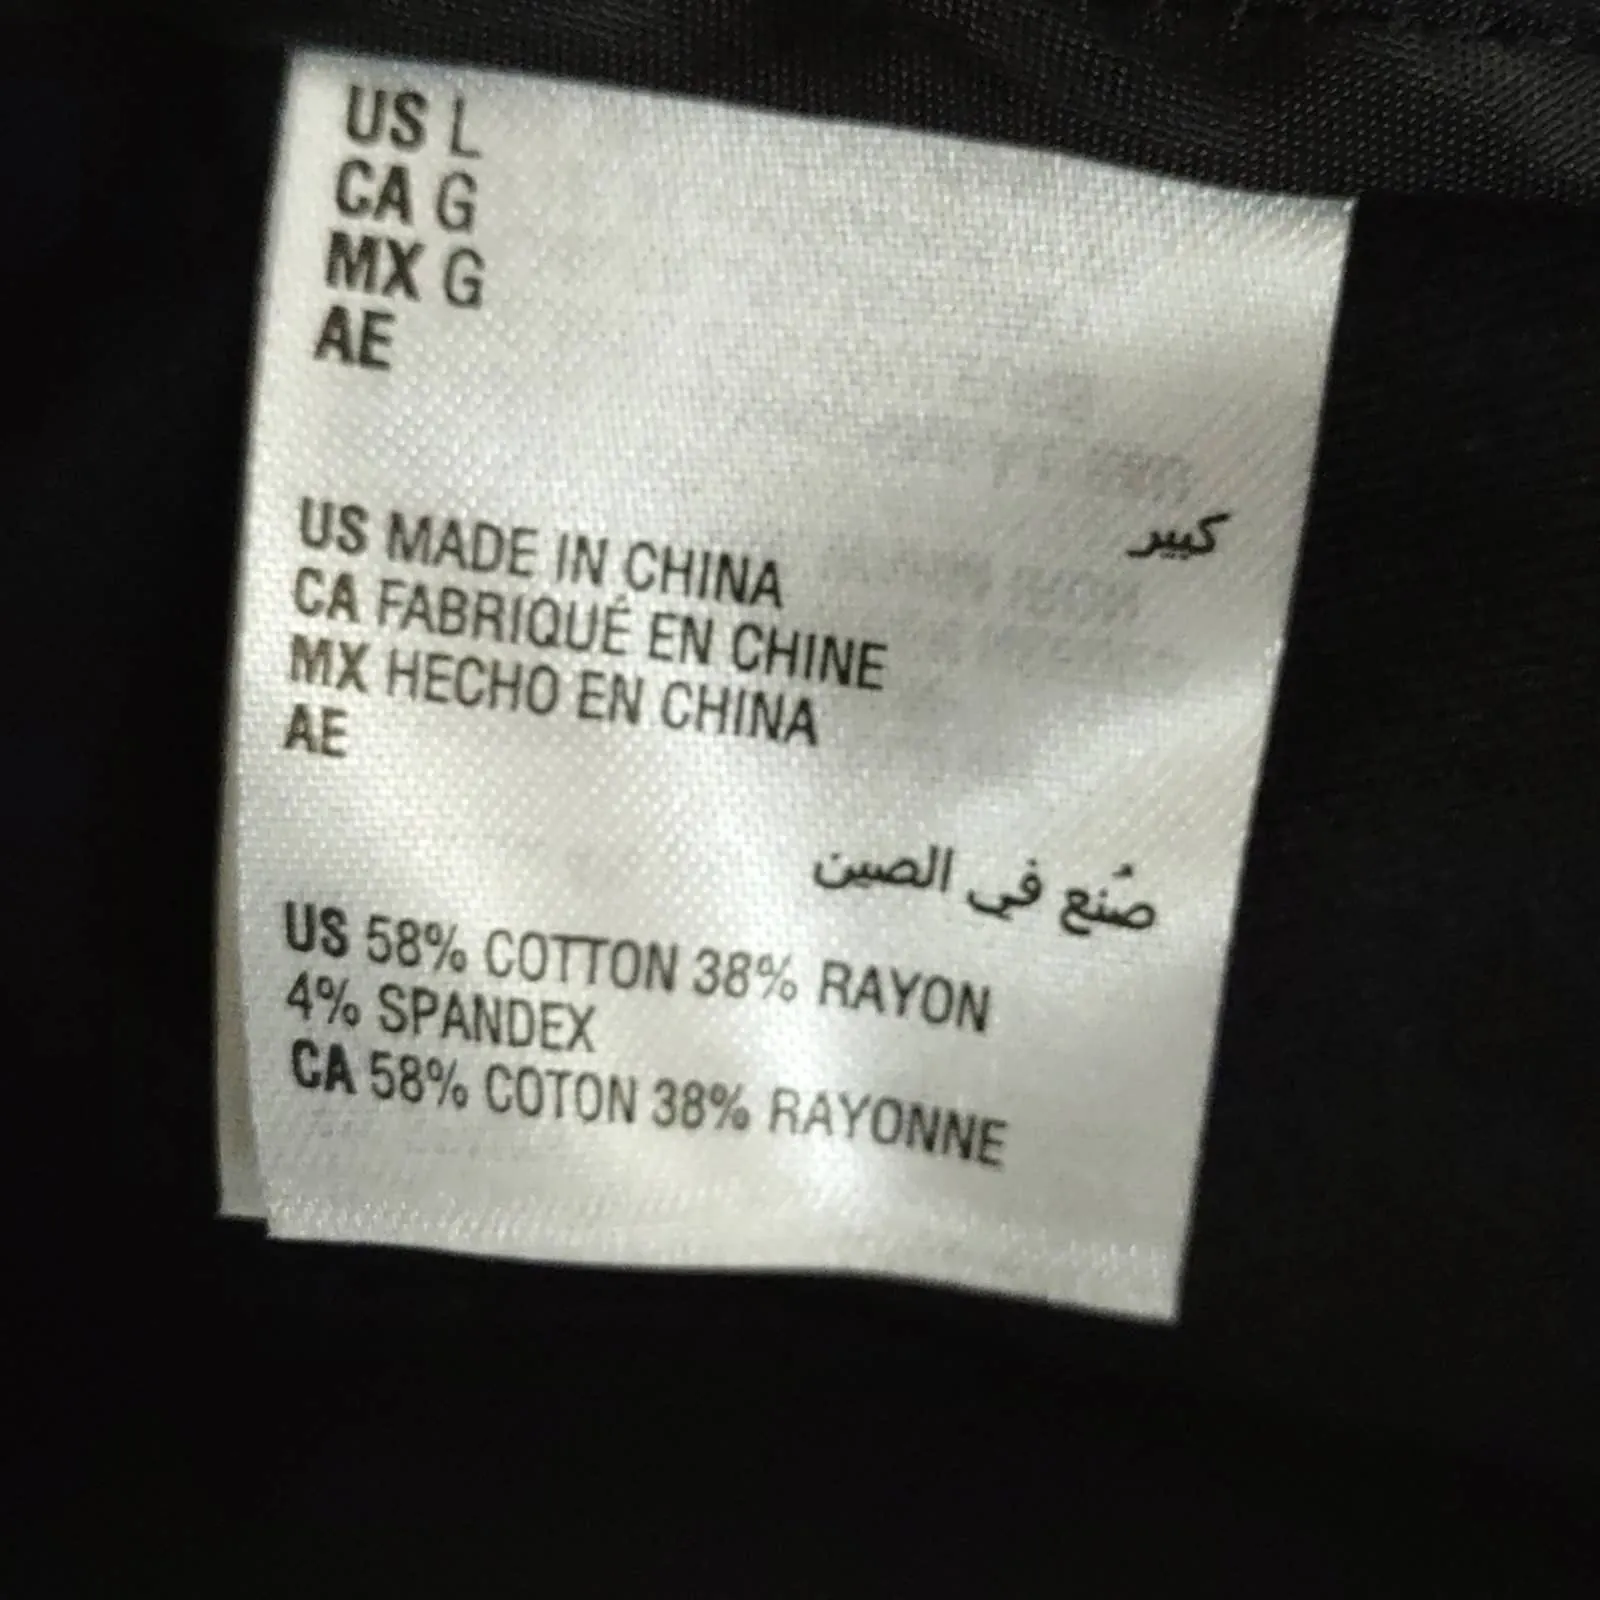 US L
CA G
MX G
AE
كبير
US MADE IN CHINA
CA FABRIQUÉ EN CHINE
MX HECHO EN CHINA
AE
صُنع في الصين
US 58% COTTON 38% RAYON
4% SPANDEX
CA 58% COTON 38% RAYONNE